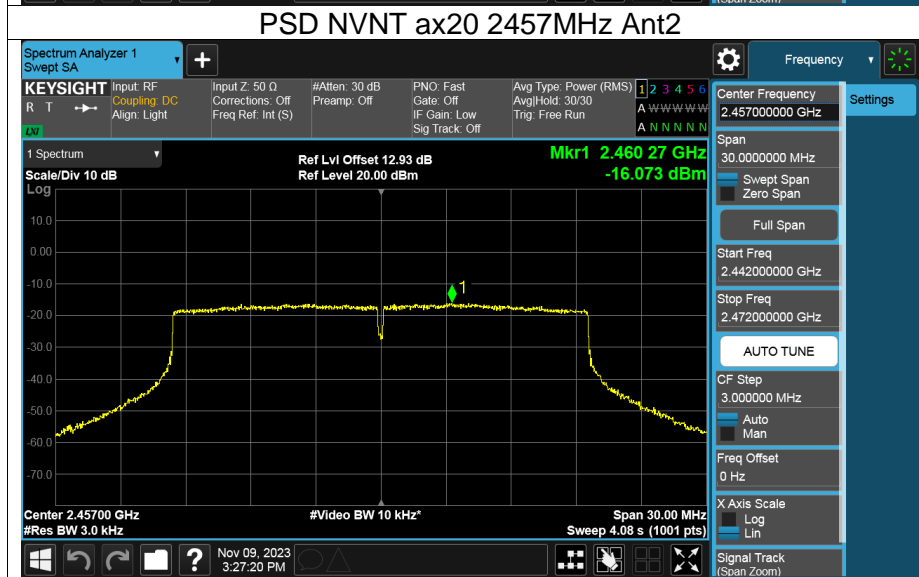 (Span Zoom)
PSD NVNT ax20 2457MHz Ant2
Spectrum Analyzer 1
Swept SA
+
Frequency
KEYSIGHT
R T
LXI
Input: RF
Coupling: DC
Align: Light
Input Z: 50 Ω
Corrections: Off
Freq Ref: Int (S)
#Atten: 30 dB
Preamp: Off
PNO: Fast
Gate: Off
IF Gain: Low
Sig Track: Off
Avg Type: Power (RMS)
Avg|Hold: 30/30
Trig: Free Run
1 2 3 4 5 6
A W W W W W
A N N N N N
Center Frequency
2.457000000 GHz
Settings
1 Spectrum
Scale/Div 10 dB
Ref Lvl Offset 12.93 dB
Ref Level 20.00 dBm
Mkr1 2.460 27 GHz
-16.073 dBm
Span
30.0000000 MHz
Swept Span
Zero Span
Full Span
Start Freq
2.442000000 GHz
Stop Freq
2.472000000 GHz
AUTO TUNE
CF Step
3.000000 MHz
Auto
Man
Freq Offset
0 Hz
X Axis Scale
Log
Lin
Signal Track
(Span Zoom)
Log
10.0
0.00
-10.0
-20.0
-30.0
-40.0
-50.0
-60.0
-70.0
1
Center 2.45700 GHz
#Res BW 3.0 kHz
#Video BW 10 kHz*
Span 30.00 MHz
Sweep 4.08 s (1001 pts)
?
Nov 09, 2023
3:27:20 PM